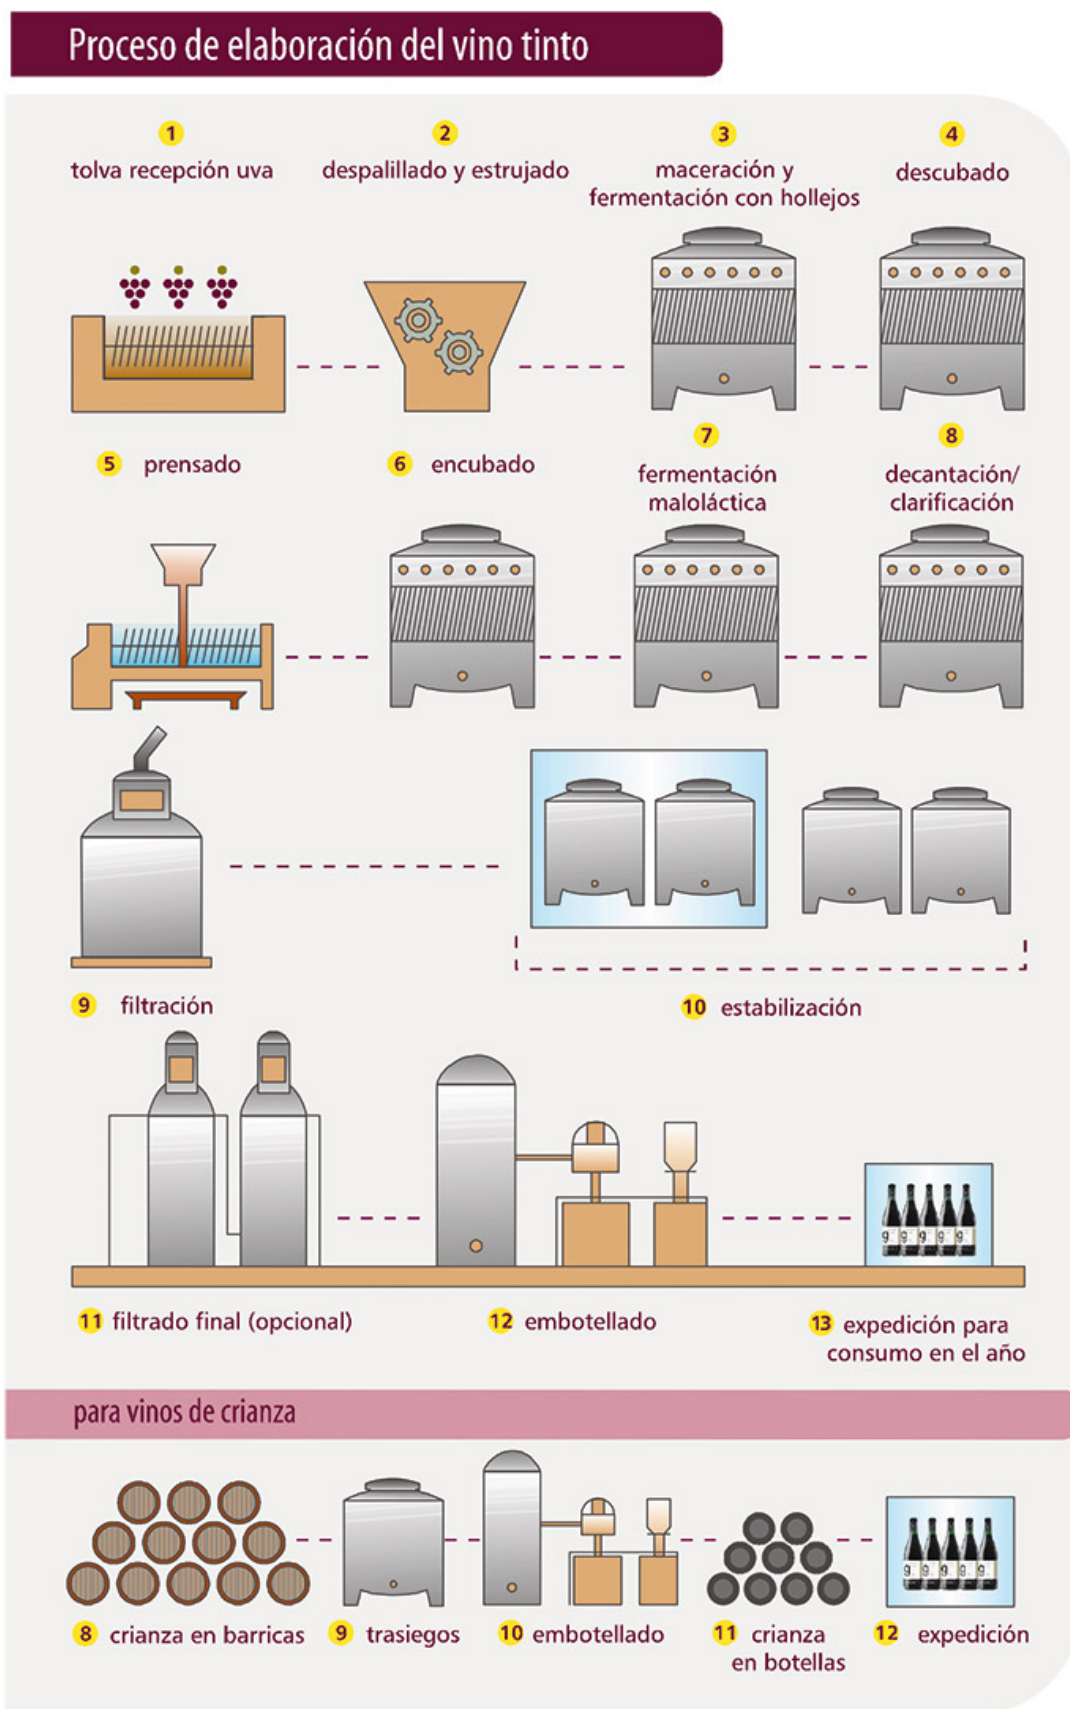 Proceso de elaboración del vino tinto
1
tolva recepción uva
2
despalillado y estrujado
3
maceración y
fermentación con hollejos
4
descubado
5 prensado
6 encubado
7
fermentación
maloláctica
8
decantación/
clarificación
9 filtración
10 estabilización
11 filtrado final (opcional)
12 embotellado
13 expedición para
consumo en el año
para vinos de crianza
8 crianza en barricas
9 trasiegos
10 embotellado
11 crianza
en botellas
12 expedición